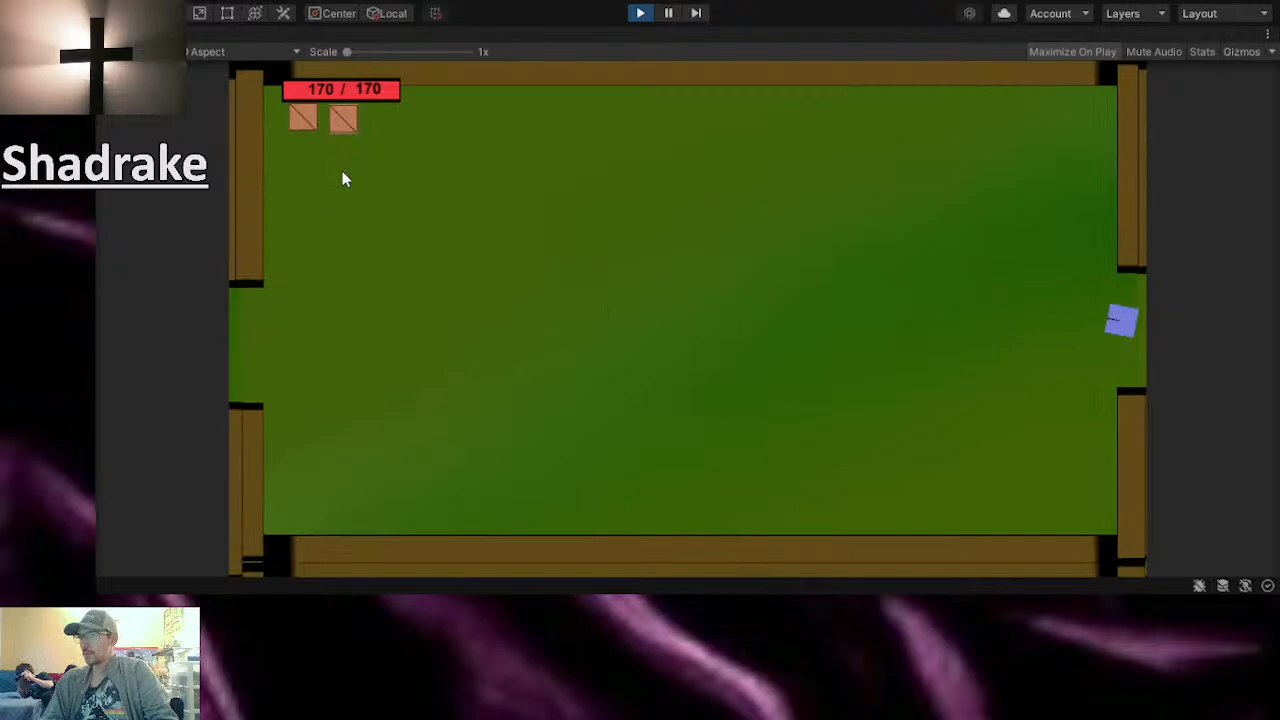 Center Local Account Layers Layout
Aspect Scale 1x Maximize On Play Mute Audio Stats Gizmos
170 / 170
Shadrake